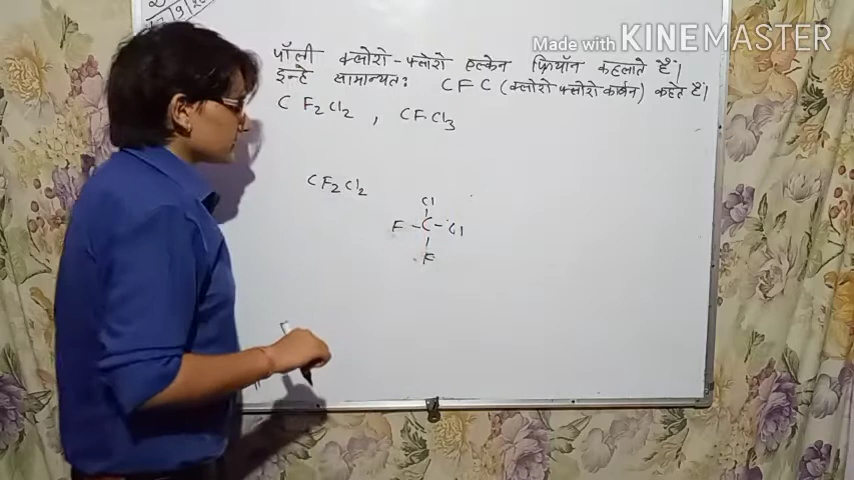 Made with KINEMASTER
पॉली क्लोरो-फ्लोरो एल्केन फ्रियॉन कहलाते हैं।
इन्हे सामान्यतः CFC (क्लोरो फ्लोरो कार्बन) कहते हैं।
CF₂Cl₂ , CFCl₃
CF₂Cl₂
Cl
F - C - Cl
F